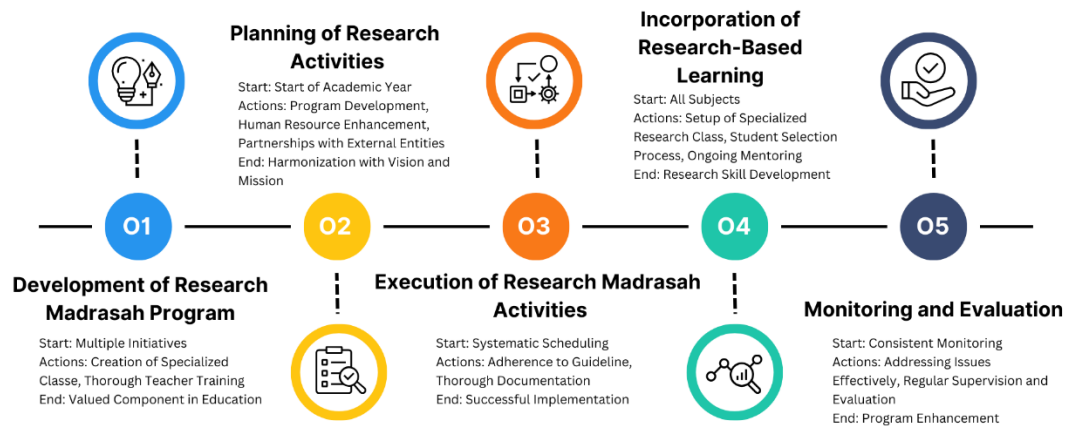 Planning of Research
Activities
Start: Start of Academic Year
Actions: Program Development,
Human Resource Enhancement,
Partnerships with External Entities
End: Harmonization with Vision and
Mission
Incorporation of
Research-Based
Learning
Start: All Subjects
Actions: Setup of Specialized
Research Class, Student Selection
Process, Ongoing Mentoring
End: Research Skill Development
01
02
03
04
05
Development of Research
Madrasah Program
Start: Multiple Initiatives
Actions: Creation of Specialized
Classe, Thorough Teacher Training
End: Valued Component in Education
Execution of Research Madrasah
Activities
Start: Systematic Scheduling
Actions: Adherence to Guideline,
Thorough Documentation
End: Successful Implementation
Monitoring and Evaluation
Start: Consistent Monitoring
Actions: Addressing Issues
Effectively, Regular Supervision and
Evaluation
End: Program Enhancement